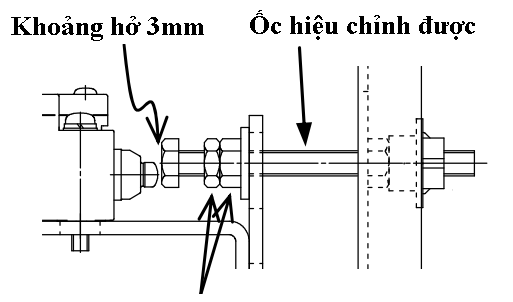 Khoảng hở 3mm
Ốc hiệu chỉnh được